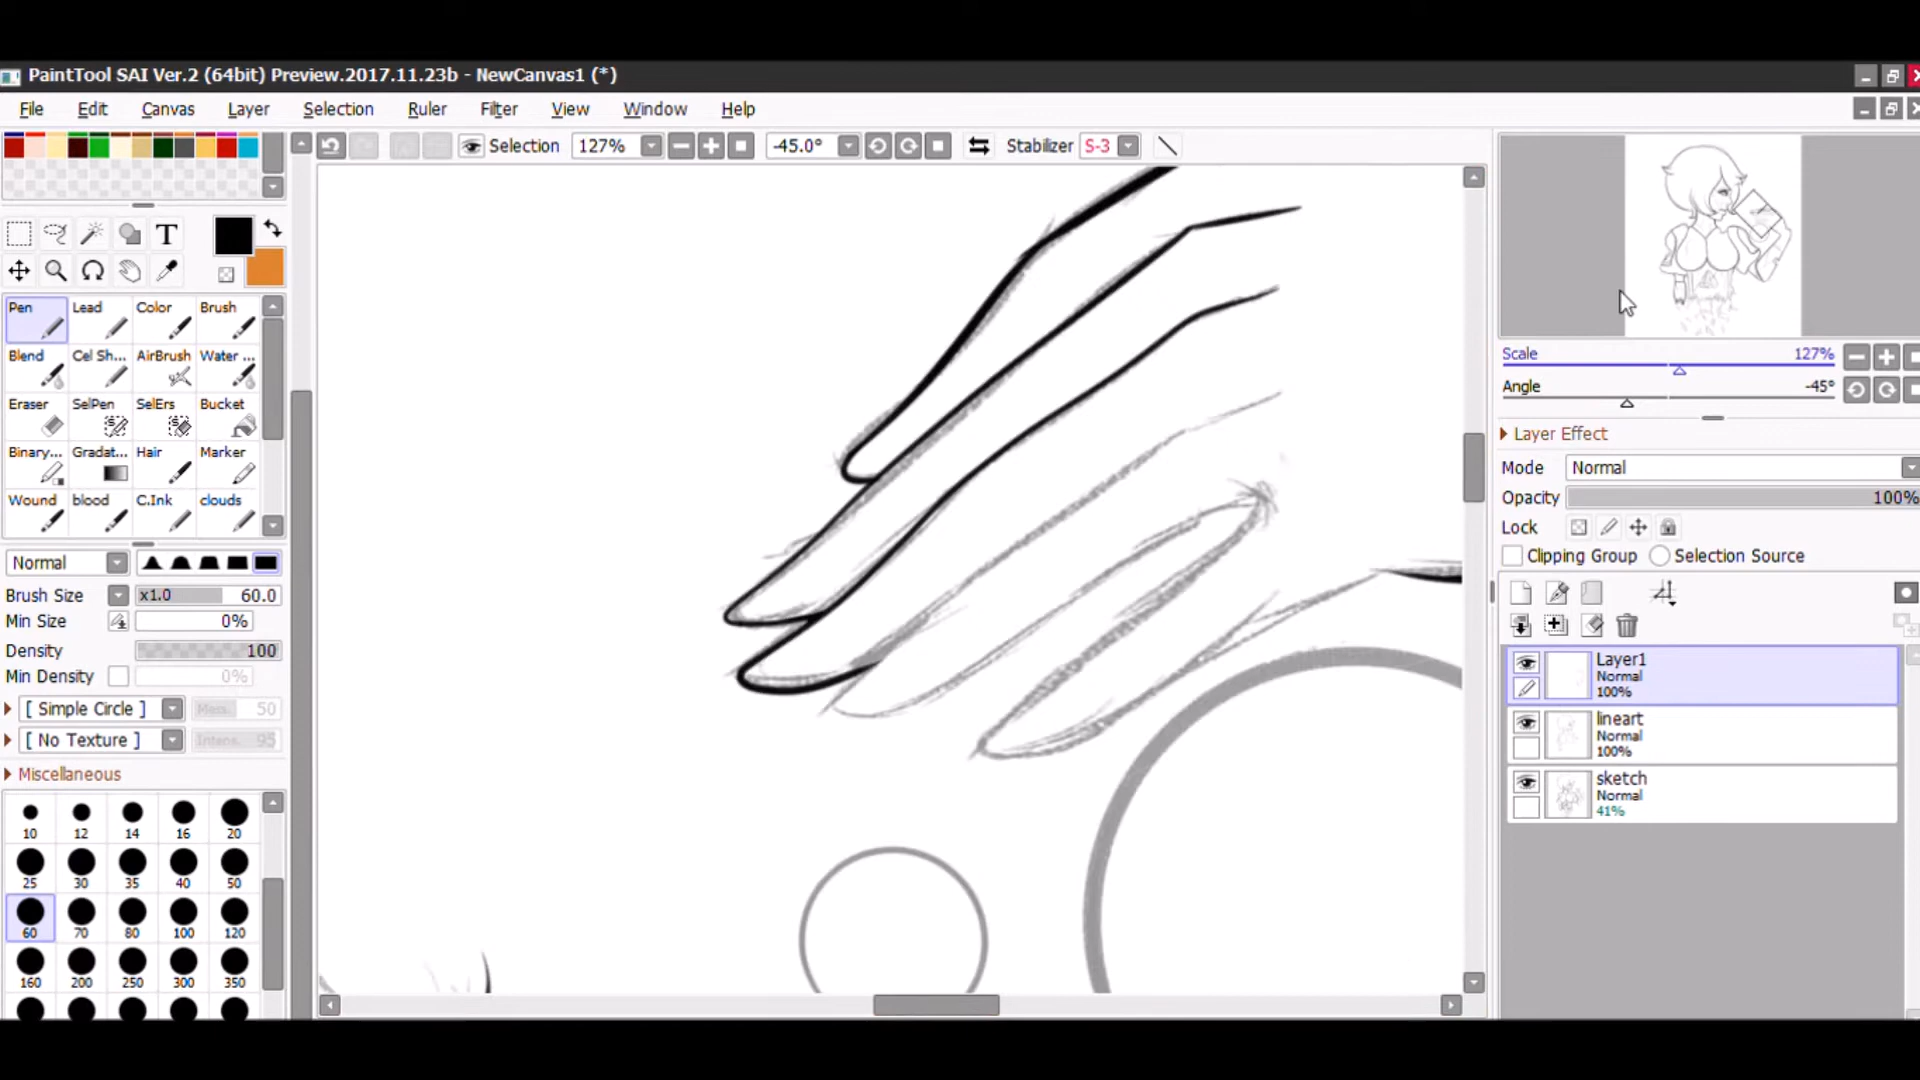 PaintTool SAI Ver.2 (64bit) Preview.2017.11.23b - NewCanvas1 (*)
File Edit Canvas Layer Selection Ruler Filter View Window Help
Selection 127% -45.0° Stabilizer S-3
T
Scale 127%
Angle -45°
Pen Lead Color Brush
Blend Cel Sh... AirBrush Water ...
Eraser SelPen SelErs Bucket
Binary... Gradat... Hair Marker
Wound blood C.Ink clouds
Layer Effect
Mode Normal
Opacity 100%
Lock
Clipping Group Selection Source
Normal
Brush Size x1.0 60.0
Min Size 0%
Density 100
Min Density 0%
[ Simple Circle ] 50
[ No Texture ] Intens. 95
Miscellaneous
10 12 14 16 20
25 30 35 40 50
60 70 80 100 120
160 200 250 300 350
Layer1
Normal
100%
lineart
Normal
100%
sketch
Normal
41%